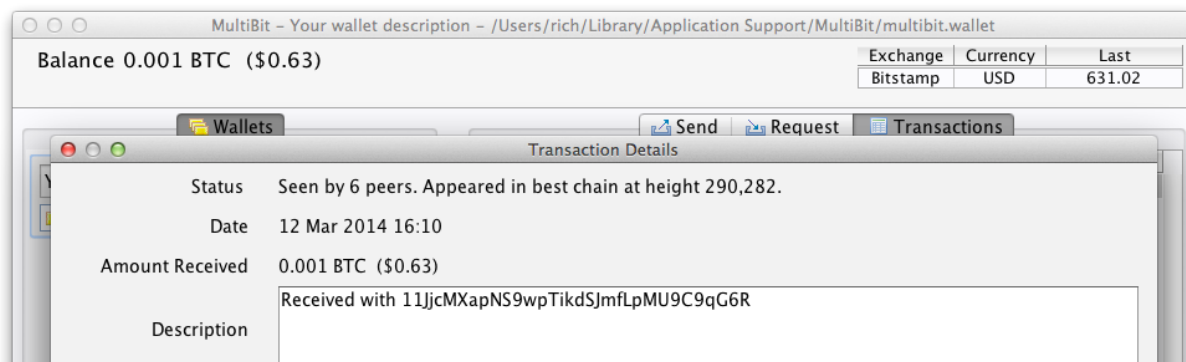 MultiBit – Your wallet description – /Users/rich/Library/Application Support/MultiBit/multibit.wallet
Balance 0.001 BTC ($0.63)
Exchange Currency Last
Bitstamp USD 631.02
Wallets Send Request Transactions
Transaction Details
Status Seen by 6 peers. Appeared in best chain at height 290,282.
Date 12 Mar 2014 16:10
Amount Received 0.001 BTC ($0.63)
Received with 11JjcMXapNS9wpTikdSJmfLpMU9C9qG6R
Description